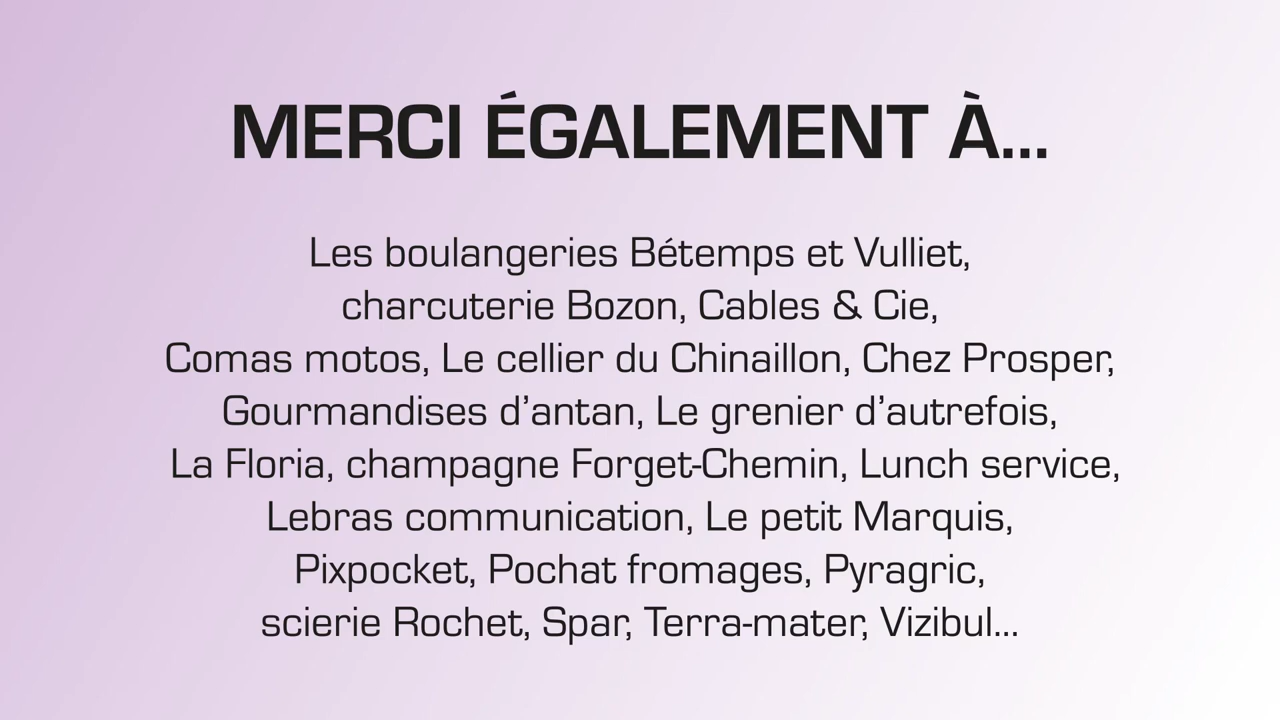 MERCI ÉGALEMENT À...
Les boulangeries Bétemps et Vulliet,
charcuterie Bozon, Cables & Cie,
Comas motos, Le cellier du Chinaillon, Chez Prosper,
Gourmandises d’antan, Le grenier d’autrefois,
La Floria, champagne Forget-Chemin, Lunch service,
Lebras communication, Le petit Marquis,
Pixpocket, Pochat fromages, Pyragric,
scierie Rochet, Spar, Terra-mater, Vizibul...